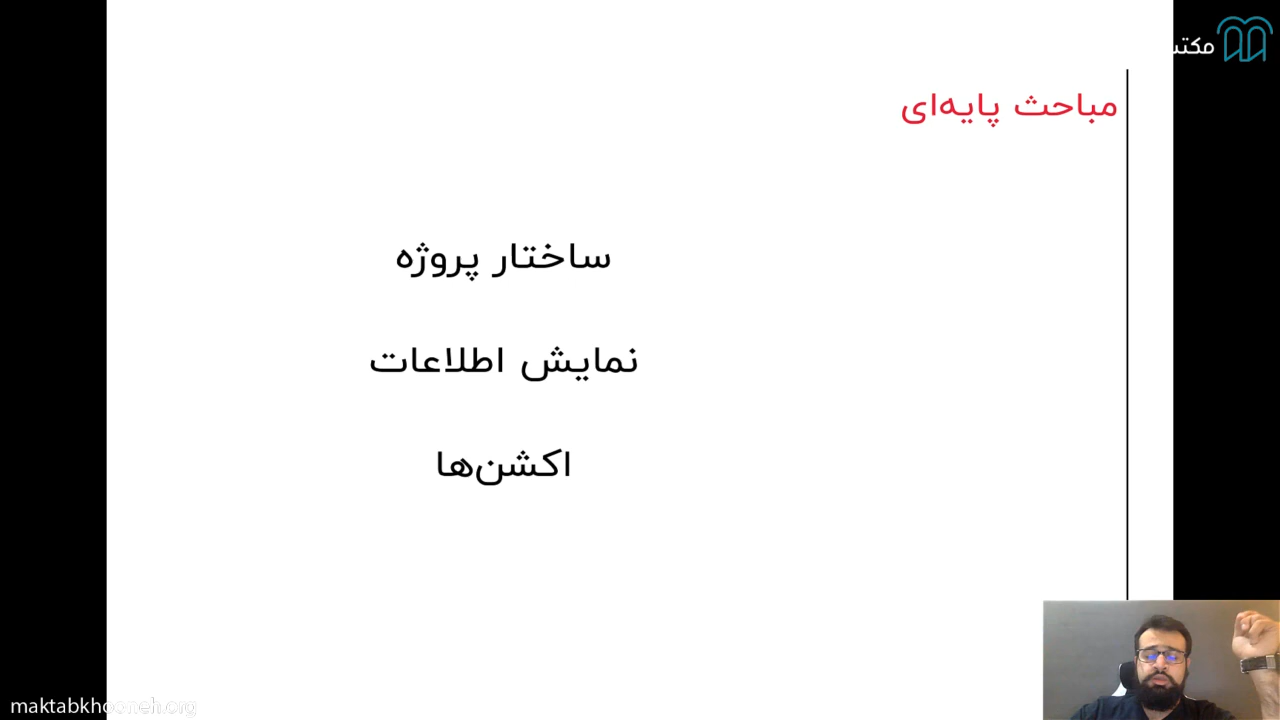 مکتب
مباحث پایه‌ای
ساختار پروژه
نمایش اطلاعات
اکشن‌ها
maktabkhooneh.org